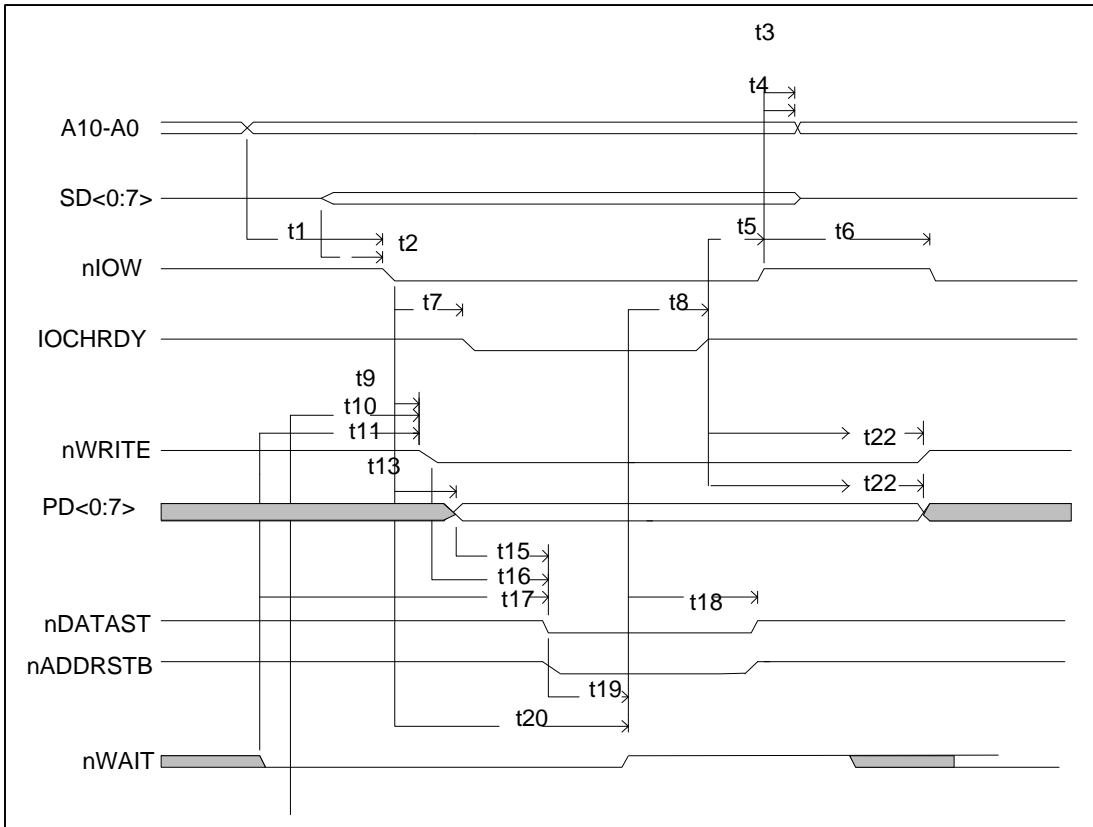 t3
t4
A10-A0
SD<0:7>
t1
t2
t5
t6
nIOW
t7
t8
IOCHRDY
t9
t10
t11
t22
nWRITE
t13
t22
PD<0:7>
t15
t16
t17
t18
nDATAST
nADDRSTB
t19
t20
nWAIT